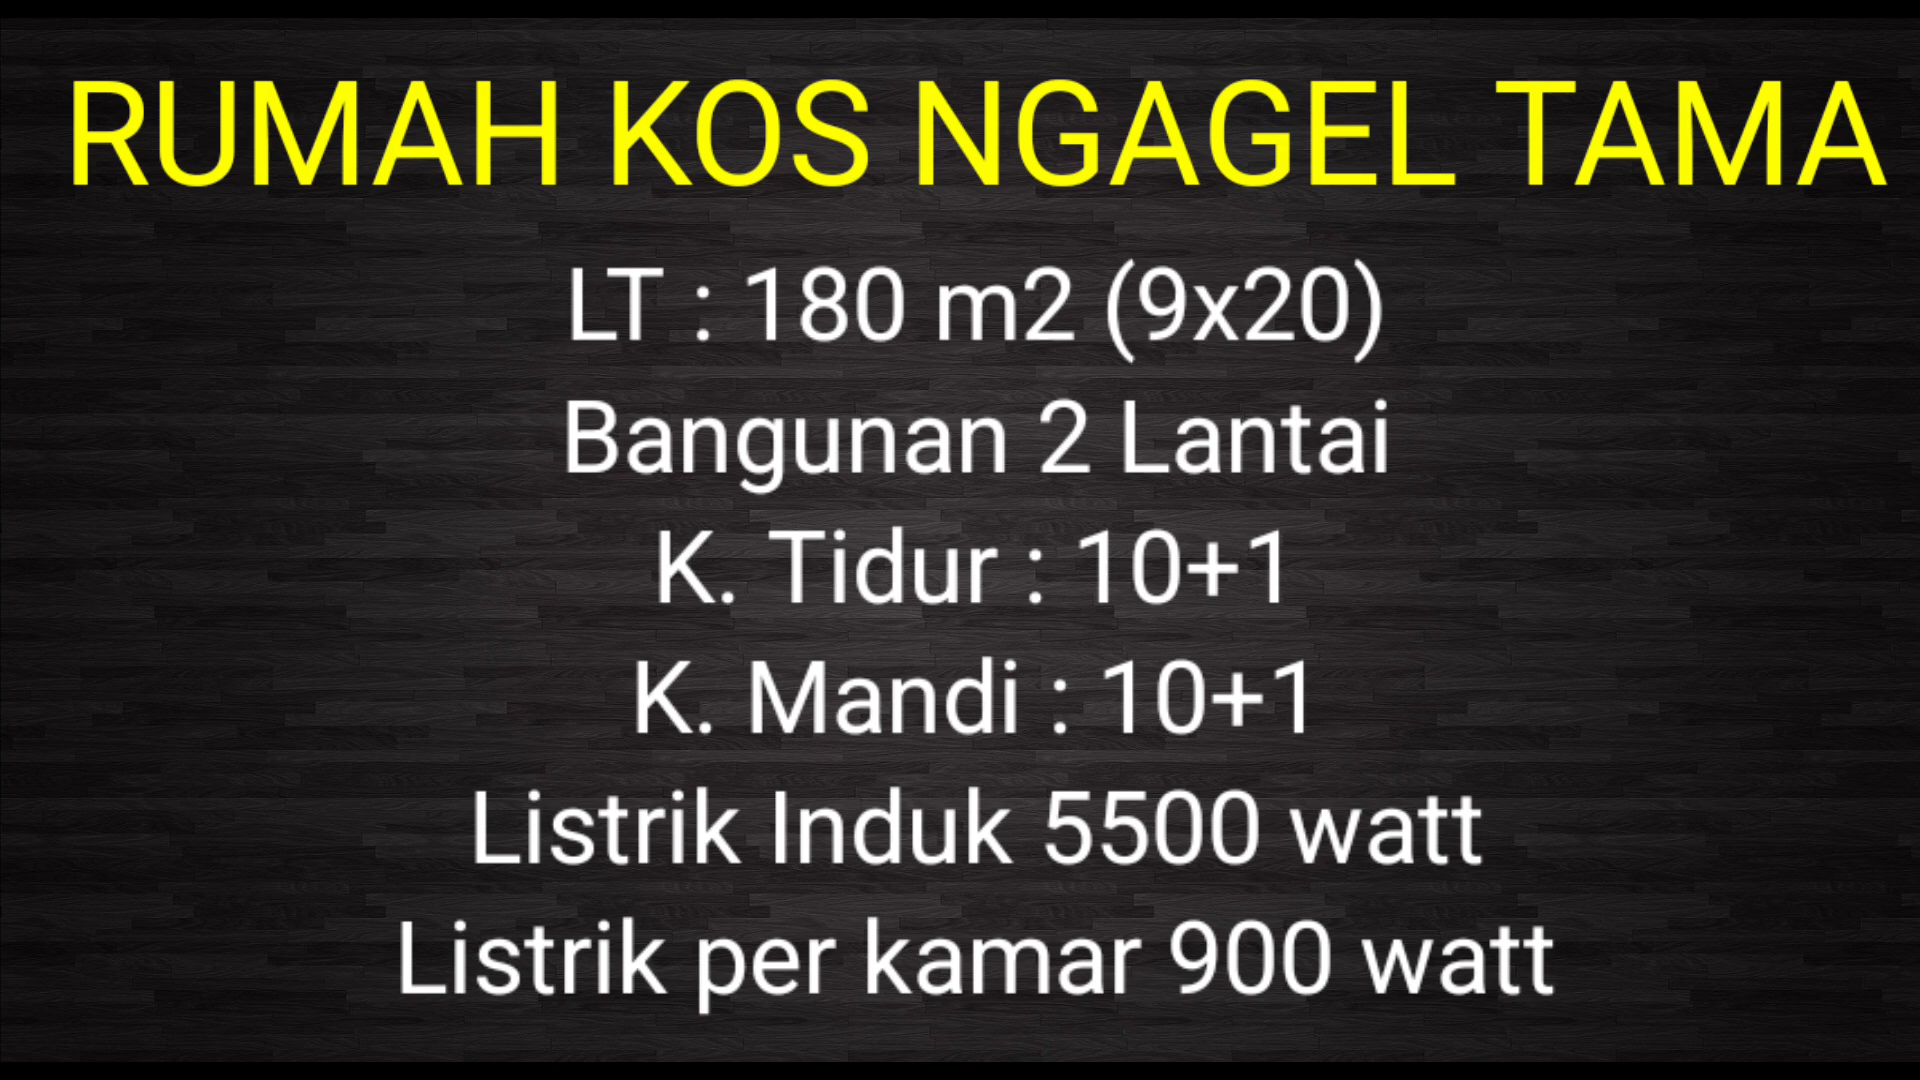 RUMAH KOS NGAGEL TAMA
LT : 180 m2 (9x20)
Bangunan 2 Lantai
K. Tidur : 10+1
K. Mandi : 10+1
Listrik Induk 5500 watt
Listrik per kamar 900 watt